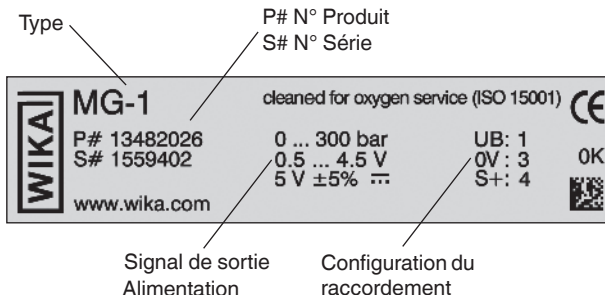 Type
P# N° Produit
S# N° Série
WIKA
MG-1
cleaned for oxygen service (ISO 15001)
CE
P# 13482026
S# 1559402
0 ... 300 bar
0.5 ... 4.5 V
5 V ±5% ⎓
UB: 1
0V : 3
S+: 4
0K
www.wika.com
Signal de sortie
Alimentation
Configuration du
raccordement